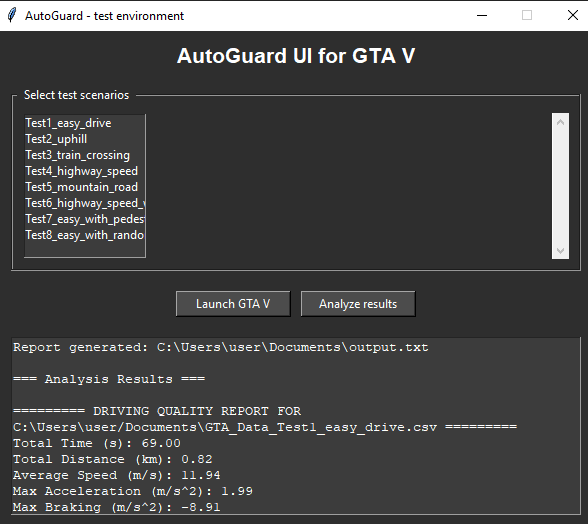 AutoGuard - test environment
AutoGuard UI for GTA V
Select test scenarios
Test1_easy_drive
Test2_uphill
Test3_train_crossing
Test4_highway_speed
Test5_mountain_road
Test6_highway_speed_
Test7_easy_with_pedes
Test8_easy_with_rando
Launch GTA V
Analyze results
Report generated: C:\Users\user\Documents\output.txt
=== Analysis Results ===
========= DRIVING QUALITY REPORT FOR
C:\Users\user/Documents\GTA_Data_Test1_easy_drive.csv =========
Total Time (s): 69.00
Total Distance (km): 0.82
Average Speed (m/s): 11.94
Max Acceleration (m/s^2): 1.99
Max Braking (m/s^2): -8.91